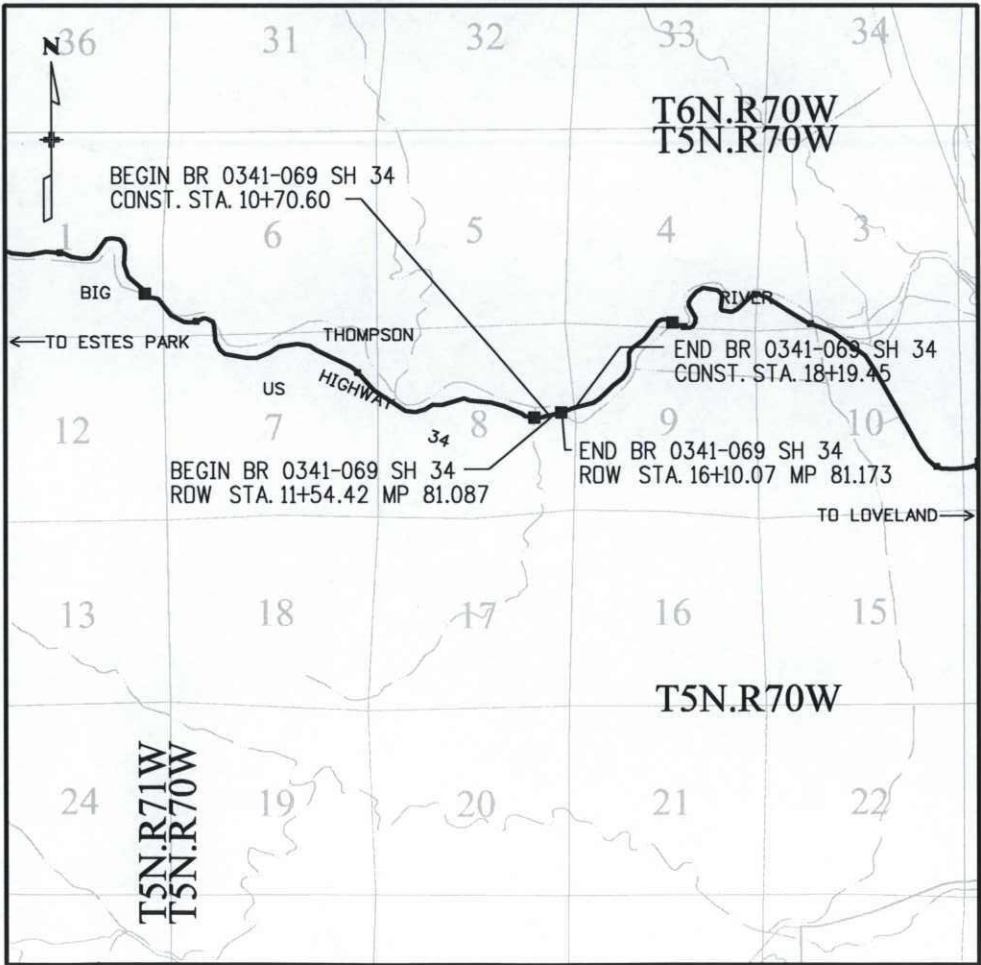 N
36
31
32
33
34
T6N.R70W
T5N.R70W
BEGIN BR 0341-069 SH 34
CONST. STA. 10+70.60
1
6
5
4
3
BIG
RIVER
←TO ESTES PARK
THOMPSON
END BR 0341-069 SH 34
CONST. STA. 18+19.45
US
HIGHWAY
34
12
7
8
9
10
BEGIN BR 0341-069 SH 34
ROW STA. 11+54.42 MP 81.087
END BR 0341-069 SH 34
ROW STA. 16+10.07 MP 81.173
TO LOVELAND→
13
18
17
16
15
T5N.R70W
T5N.R71W
T5N.R70W
24
19
20
21
22